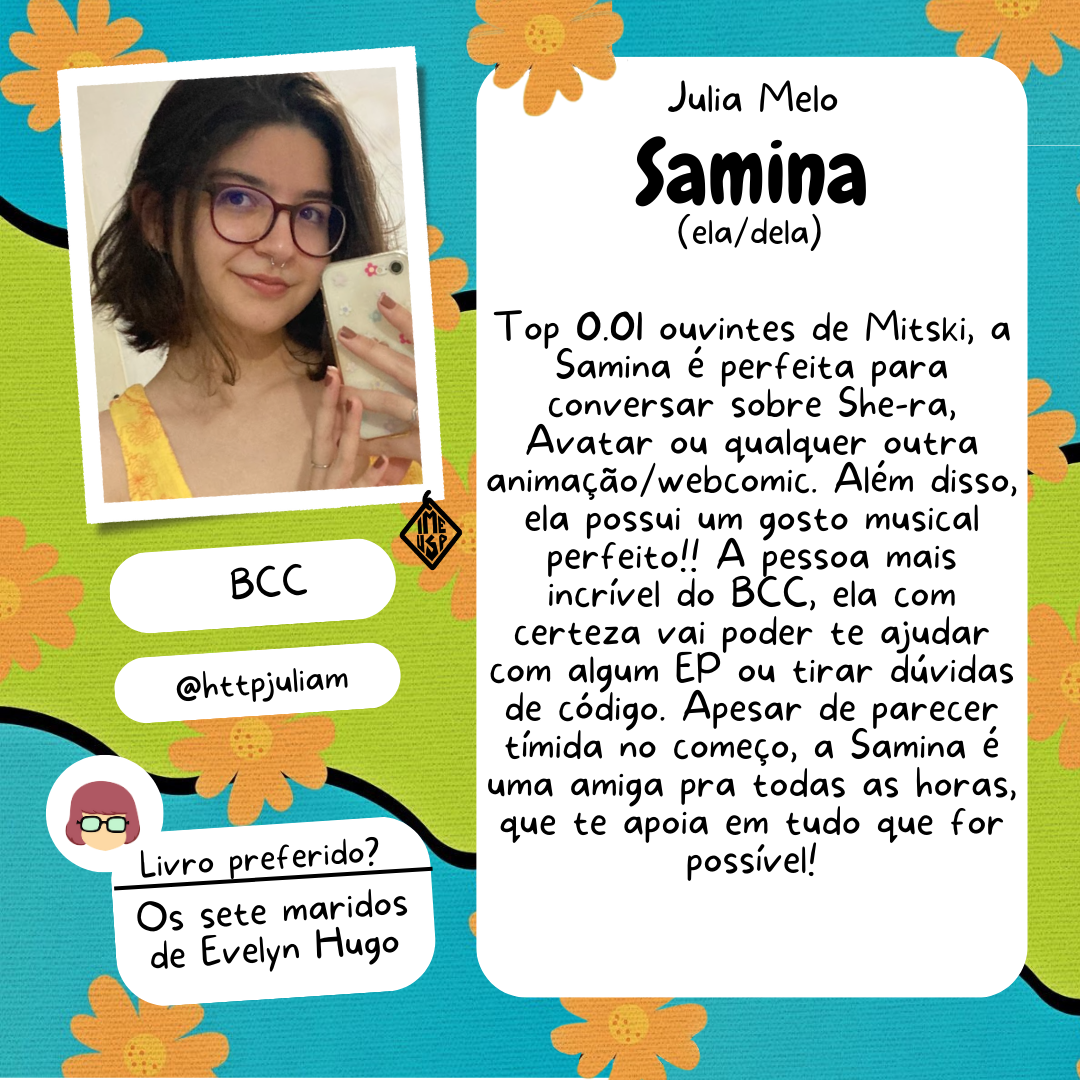 Julia Melo
Samina
(ela/dela)
Top 0.01 ouvintes de Mitski, a
Samina é perfeita para
conversar sobre She-ra,
Avatar ou qualquer outra
animação/webcomic. Além disso,
ela possui um gosto musical
perfeito!! A pessoa mais
incrível do BCC, ela com
certeza vai poder te ajudar
com algum EP ou tirar dúvidas
de código. Apesar de parecer
tímida no começo, a Samina é
uma amiga pra todas as horas,
que te apoia em tudo que for
possível!
IME
USP
BCC
@httpjuliam
Livro preferido?
Os sete maridos
de Evelyn Hugo